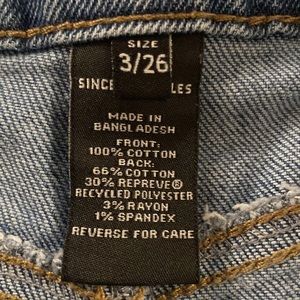 SIZE
3/26
SINCE
LES
MADE IN
BANGLADESH
FRONT:
100% COTTON
BACK:
66% COTTON
30% REPREVE®
RECYCLED POLYESTER
3% RAYON
1% SPANDEX
REVERSE FOR CARE